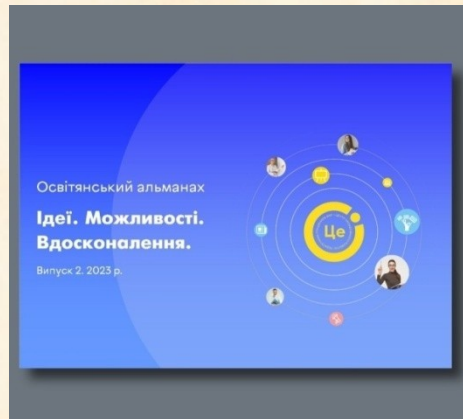 Освітянський альманах
Ідеї. Можливості.
Вдосконалення.
Випуск 2. 2023 р.
Це